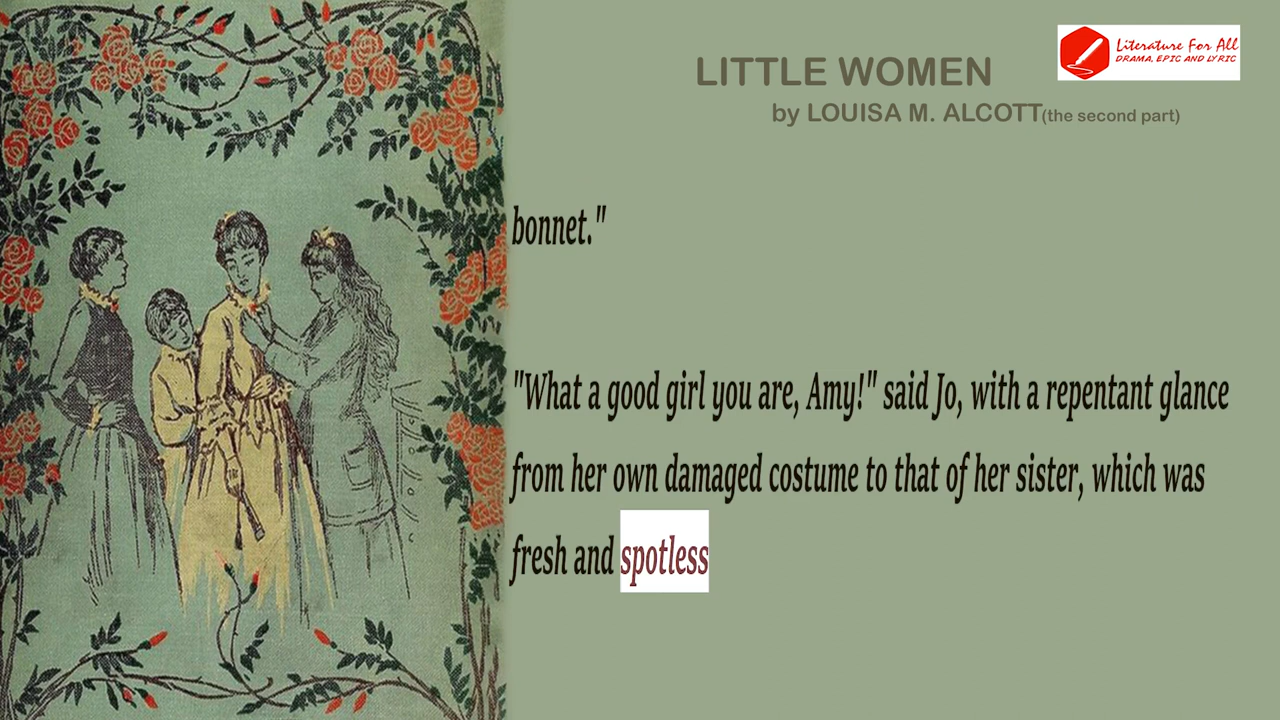 LITTLE WOMEN
by LOUISA M. ALCOTT(the second part)
Literature For All
DRAMA, EPIC AND LYRIC
bonnet."
"What a good girl you are, Amy!" said Jo, with a repentant glance
from her own damaged costume to that of her sister, which was
fresh and spotless